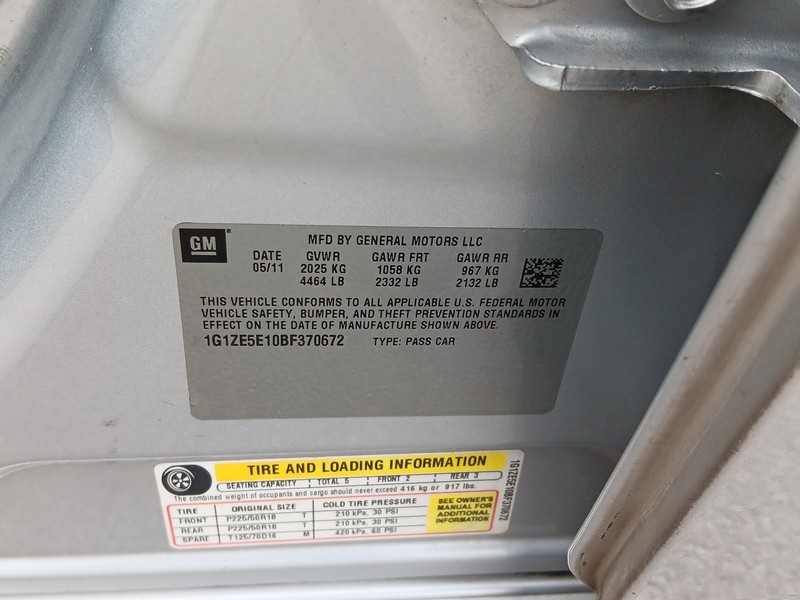 GM ®
MFD BY GENERAL MOTORS LLC
DATE GVWR GAWR FRT GAWR RR
05/11 2025 KG 1058 KG 967 KG
4464 LB 2332 LB 2132 LB
THIS VEHICLE CONFORMS TO ALL APPLICABLE U.S. FEDERAL MOTOR
VEHICLE SAFETY, BUMPER, AND THEFT PREVENTION STANDARDS IN
EFFECT ON THE DATE OF MANUFACTURE SHOWN ABOVE.
1G1ZE5E10BF370672 TYPE: PASS CAR
TIRE AND LOADING INFORMATION
SEATING CAPACITY TOTAL 5 FRONT 2 REAR 3
The combined weight of occupants and cargo should never exceed 416 kg or 917 lbs.
TIRE ORIGINAL SIZE COLD TIRE PRESSURE
FRONT P225/50R18 T 210 kPa, 30 PSI
REAR P225/50R18 T 210 kPa, 30 PSI
SPARE T125/70D16 M 420 kPa, 60 PSI
SEE OWNER'S
MANUAL FOR
ADDITIONAL
INFORMATION
1G1ZE5E10BF370672